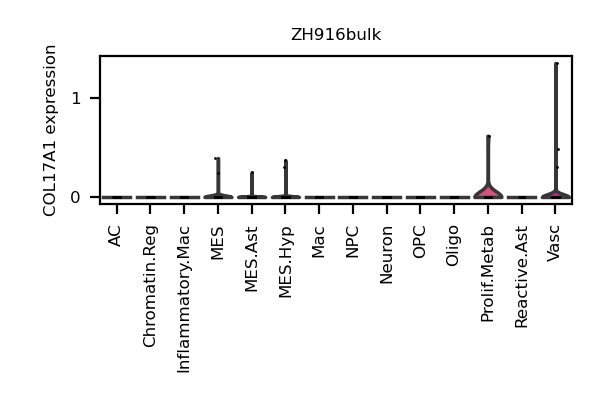 ZH916bulk
COL17A1 expression
1
0
AC
Chromatin.Reg
Inflammatory.Mac
MES
MES.Ast
MES.Hyp
Mac
NPC
Neuron
OPC
Oligo
Prolif.Metab
Reactive.Ast
Vasc